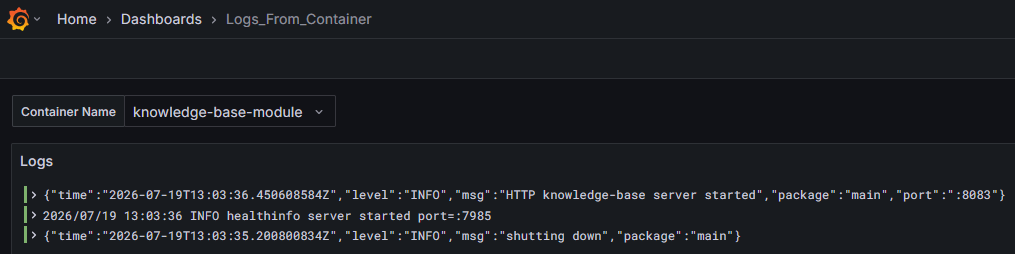 Home > Dashboards > Logs_From_Container
Container Name knowledge-base-module
Logs
> {"time":"2026-07-19T13:03:36.450608584Z","level":"INFO","msg":"HTTP knowledge-base server started","package":"main","port":":8083"}
> 2026/07/19 13:03:36 INFO healthinfo server started port=:7985
> {"time":"2026-07-19T13:03:35.200800834Z","level":"INFO","msg":"shutting down","package":"main"}